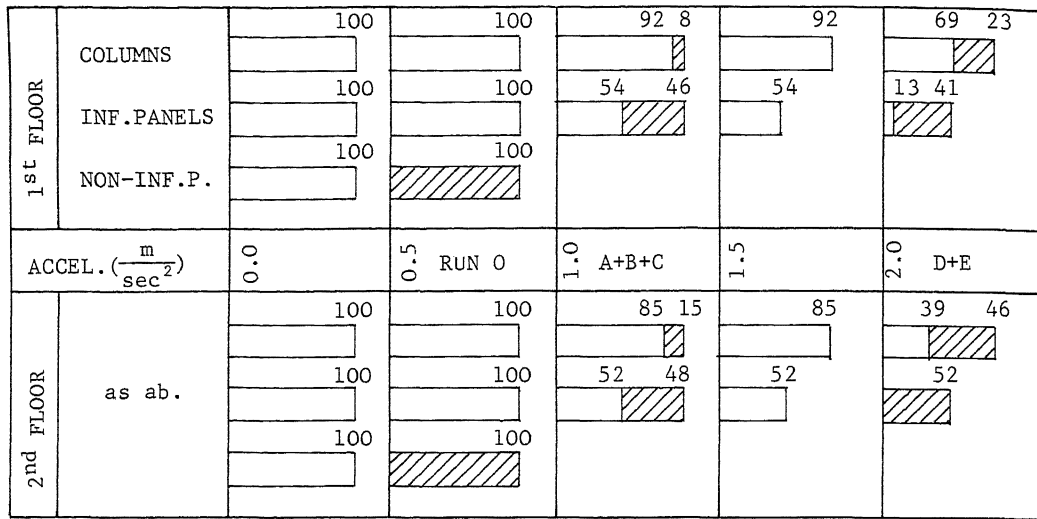 100 100 92 8 92 69 23
COLUMNS
100 100 54 46 54 13 41
INF.PANELS
100 100
NON-INF.P.
1st FLOOR
ACCEL.(m/sec2) 0.0 0.5 RUN O 1.0 A+B+C 1.5 2.0 D+E
100 100 85 15 85 39 46
100 100 52 48 52 52
as ab.
100 100
2nd FLOOR